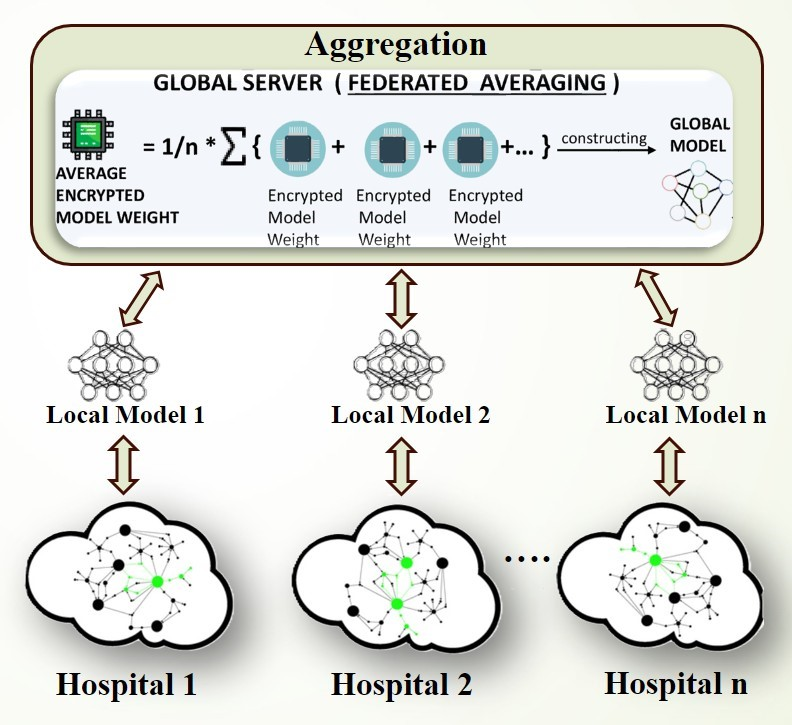 Aggregation
GLOBAL SERVER ( FEDERATED AVERAGING )
= 1/n * ∑ { + + +... } constructing
AVERAGE
ENCRYPTED
MODEL WEIGHT
Encrypted
Model
Weight
Encrypted
Model
Weight
Encrypted
Model
Weight
GLOBAL
MODEL
Local Model 1
Local Model 2
Local Model n
....
Hospital 1
Hospital 2
Hospital n